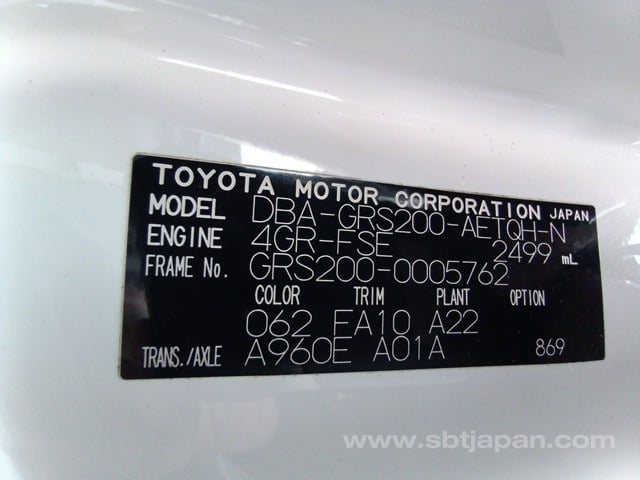 TOYOTA MOTOR CORPORATION JAPAN
MODEL DBA-GRS200-AETQH-N
ENGINE 4GR-FSE 2499 mL
FRAME No. GRS200-0005762
COLOR TRIM PLANT OPTION
062 FA10 A22
TRANS./AXLE A960E A01A 869
www.sbtjapan.com